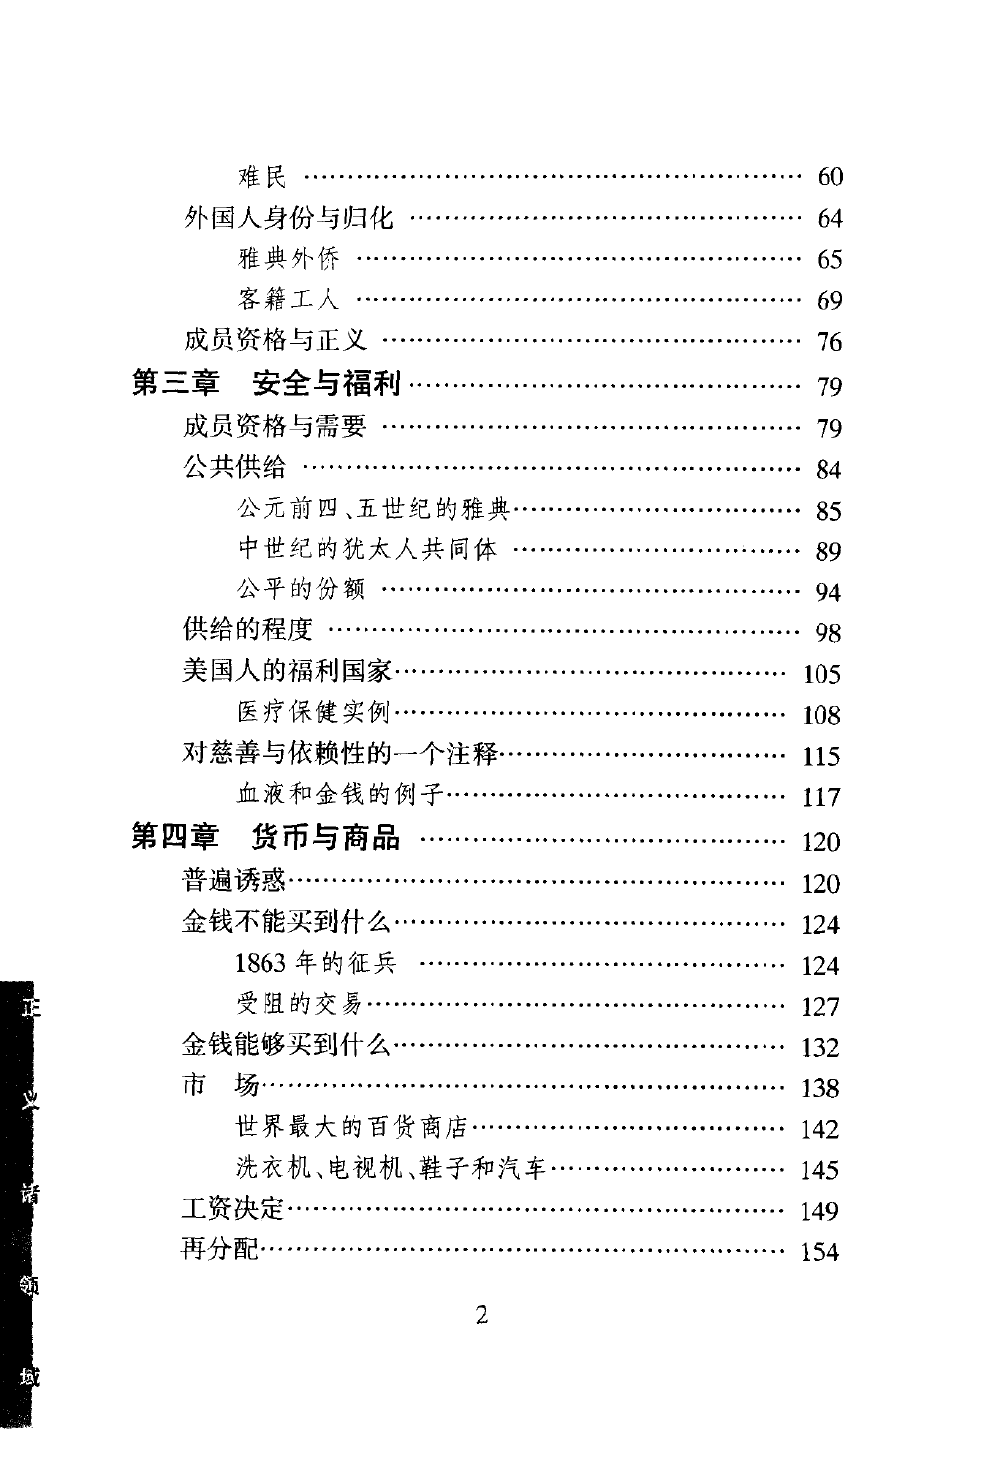 难民 …… 60
外国人身份与归化 …… 64
雅典外侨 …… 65
客籍工人 …… 69
成员资格与正义 …… 76
第三章 安全与福利 …… 79
成员资格与需要 …… 79
公共供给 …… 84
公元前四、五世纪的雅典 …… 85
中世纪的犹太人共同体 …… 89
公平的份额 …… 94
供给的程度 …… 98
美国人的福利国家 …… 105
医疗保健实例 …… 108
对慈善与依赖性的一个注释 …… 115
血液和金钱的例子 …… 117
第四章 货币与商品 …… 120
普遍诱惑 …… 120
金钱不能买到什么 …… 124
1863 年的征兵 …… 124
受阻的交易 …… 127
金钱能够买到什么 …… 132
市 场 …… 138
世界最大的百货商店 …… 142
洗衣机、电视机、鞋子和汽车 …… 145
工资决定 …… 149
再分配 …… 154
2
正义诸领域